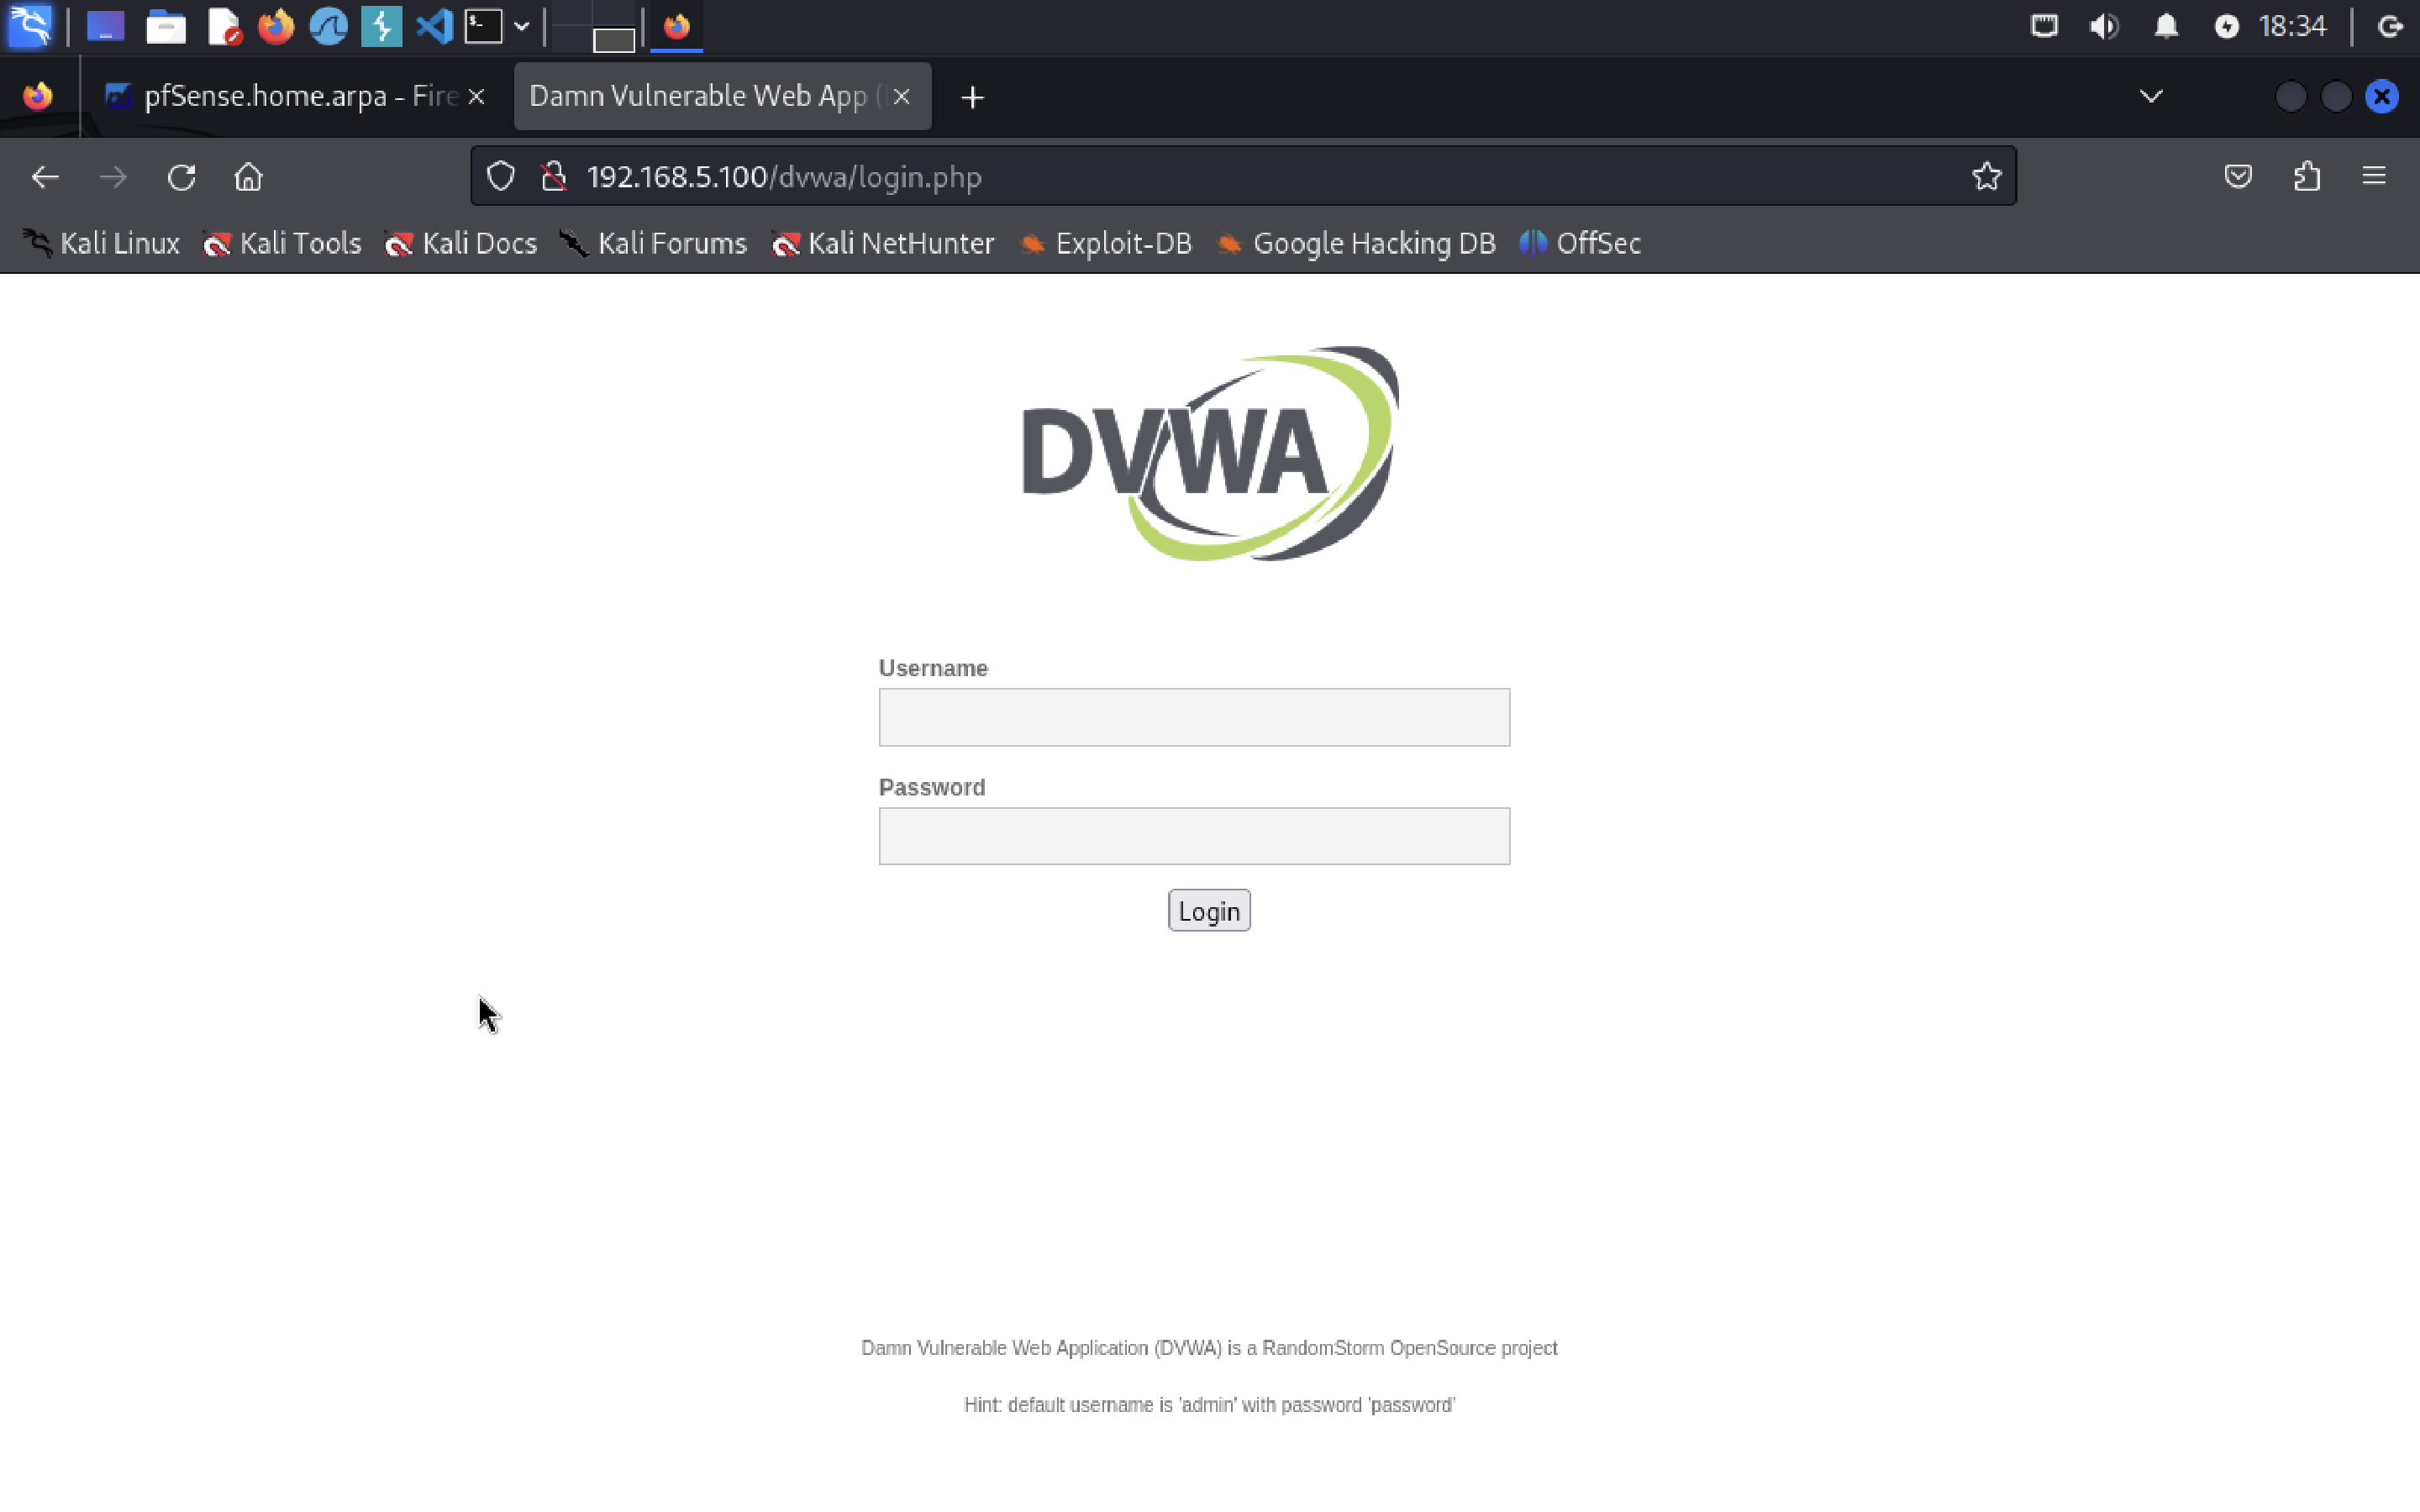 18:34
pfSense.home.arpa - Fire
Damn Vulnerable Web App (
192.168.5.100/dvwa/login.php
Kali Linux Kali Tools Kali Docs Kali Forums Kali NetHunter Exploit-DB Google Hacking DB OffSec
DVWA
Username
Password
Login
Damn Vulnerable Web Application (DVWA) is a RandomStorm OpenSource project
Hint: default username is 'admin' with password 'password'